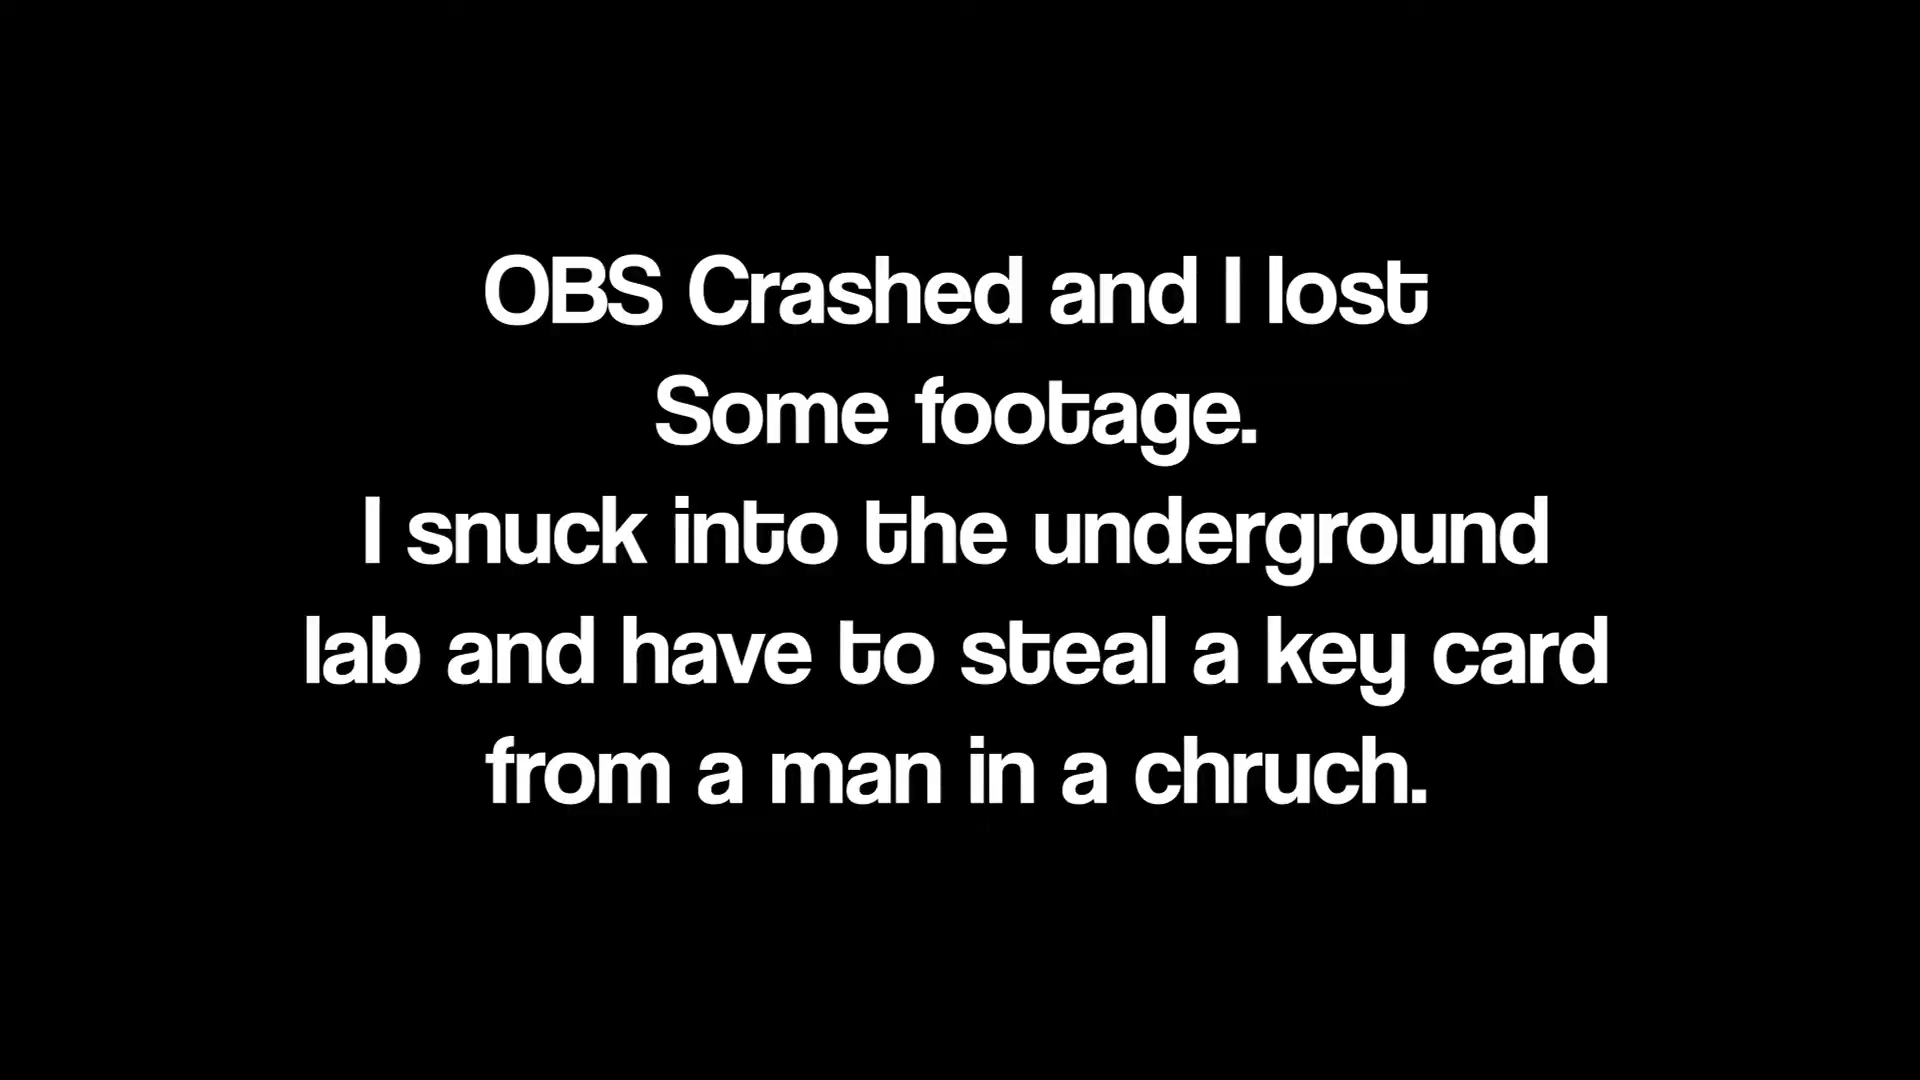 OBS Crashed and I lost
Some footage.
I snuck into the underground
lab and have to steal a key card
from a man in a chruch.